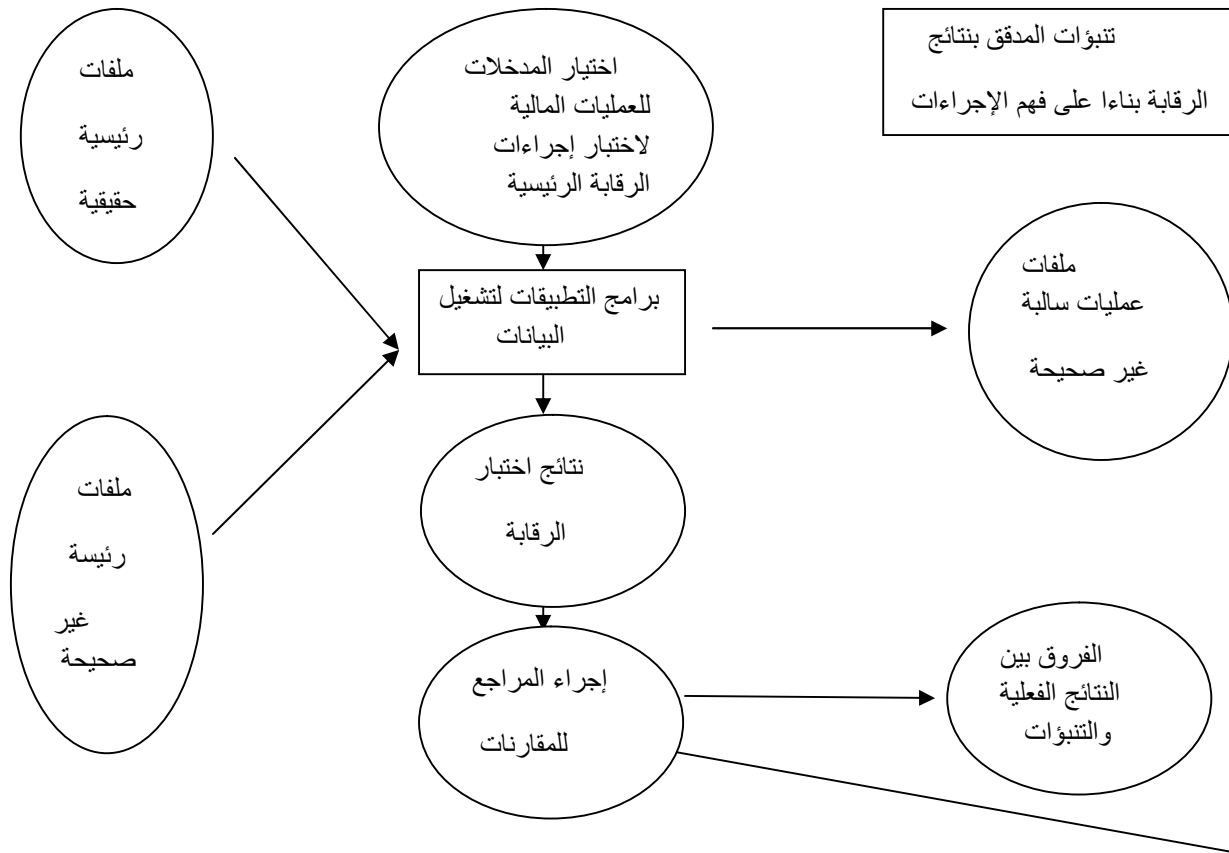 ملفات
رئيسية
حقيقية
اختيار المدخلات
للعمليات المالية
لاختبار إجراءات
الرقابة الرئيسية
تنبؤات المدقق بنتائج
الرقابة بناءا على فهم الإجراءات
برامج التطبيقات لتشغيل
البيانات
ملفات
عمليات سالبة
غير صحيحة
ملفات
رئيسة
غير
صحيحة
نتائج اختبار
الرقابة
إجراء المراجع
للمقارنات
الفروق بين
النتائج الفعلية
والتنبؤات